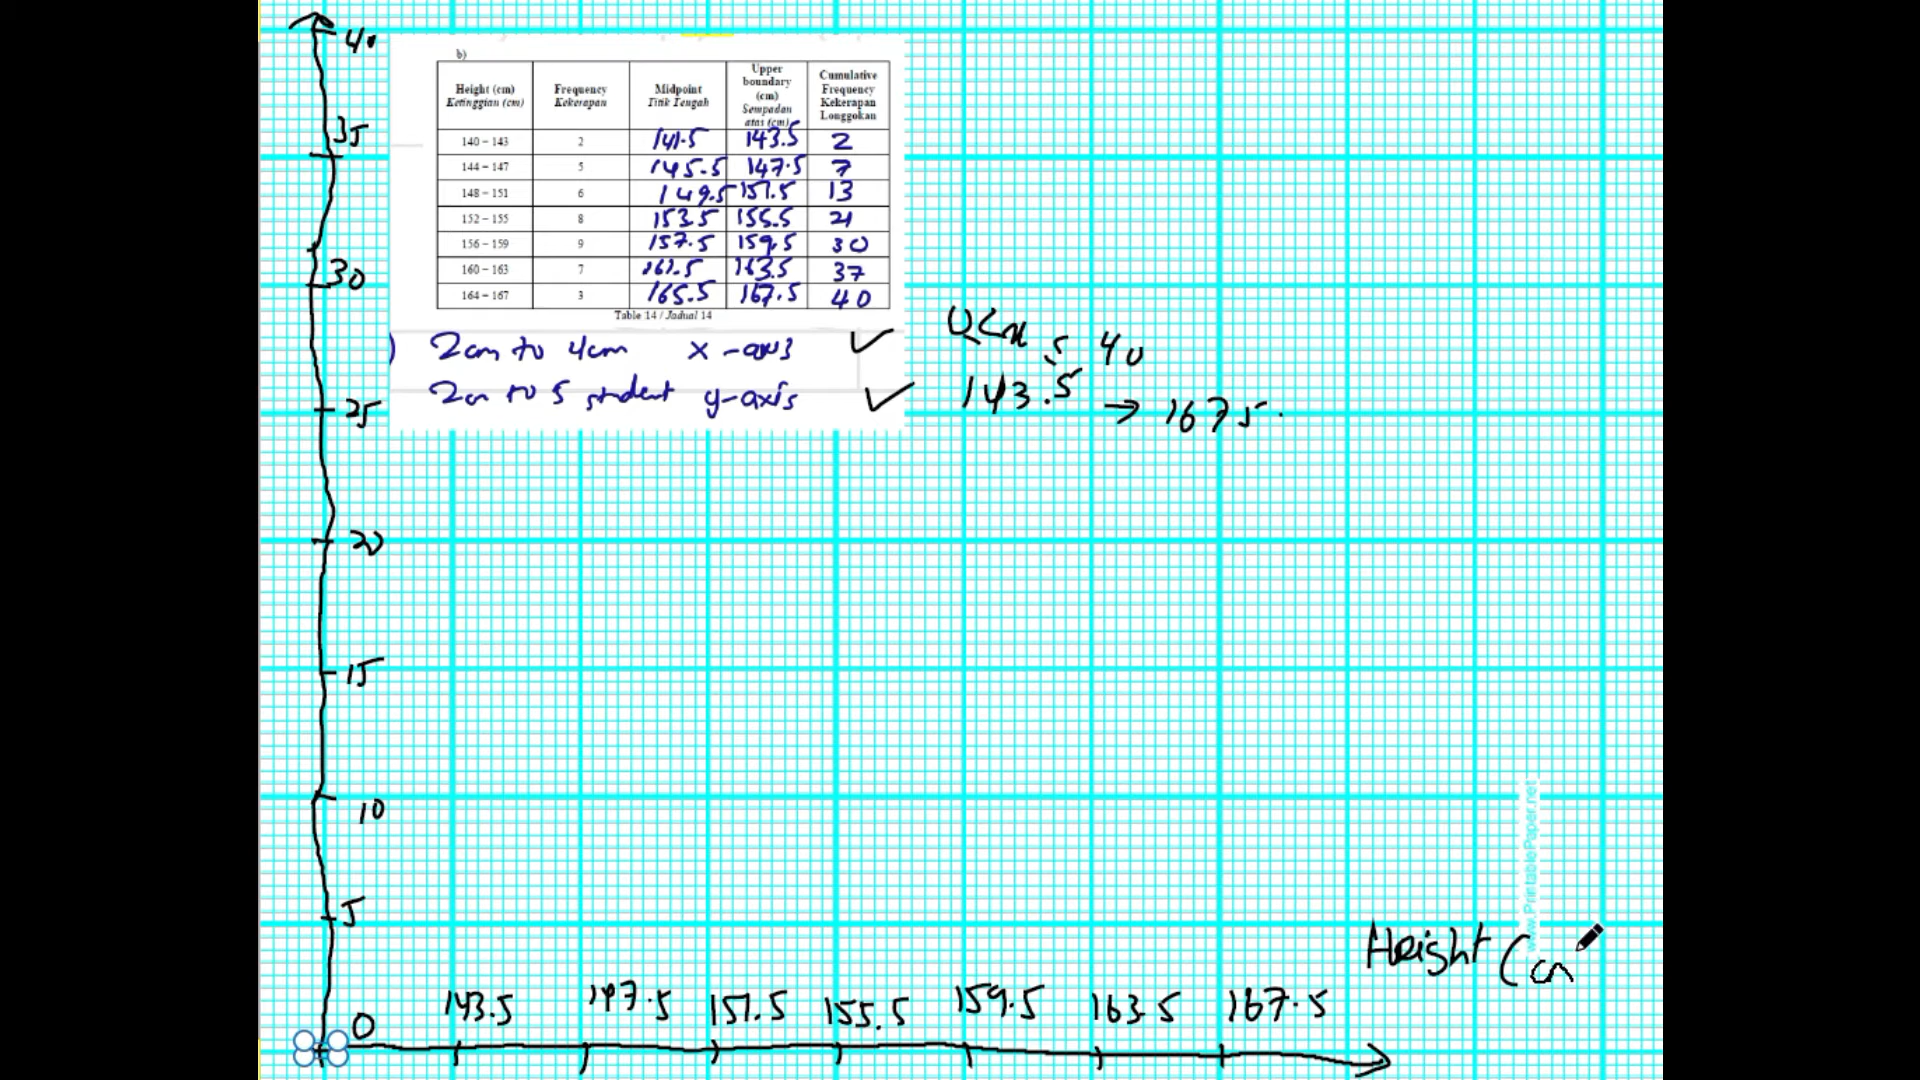 40
b)
Height (cm) Frequency Midpoint Upper boundary (cm) Cumulative Frequency
Ketinggian (cm) Kekerapan Titik Tengah Sempadan atas (cm) Kekerapan Longgokan
140 – 143 2 141.5 143.5 2
144 – 147 5 145.5 147.5 7
148 – 151 6 149.5 151.5 13
152 – 155 8 153.5 155.5 21
156 – 159 9 157.5 159.5 30
160 – 163 7 161.5 163.5 37
164 – 167 3 165.5 167.5 40
Table 14 / Jadual 14
) 2cm to 4cm x-axis ✓
2cm to 5 student y-axis ✓
40
143.5 → 167.5
35
30
25
20
15
10
5
0
143.5 147.5 151.5 155.5 159.5 163.5 167.5
Height (cm
www.PrintablePaper.net